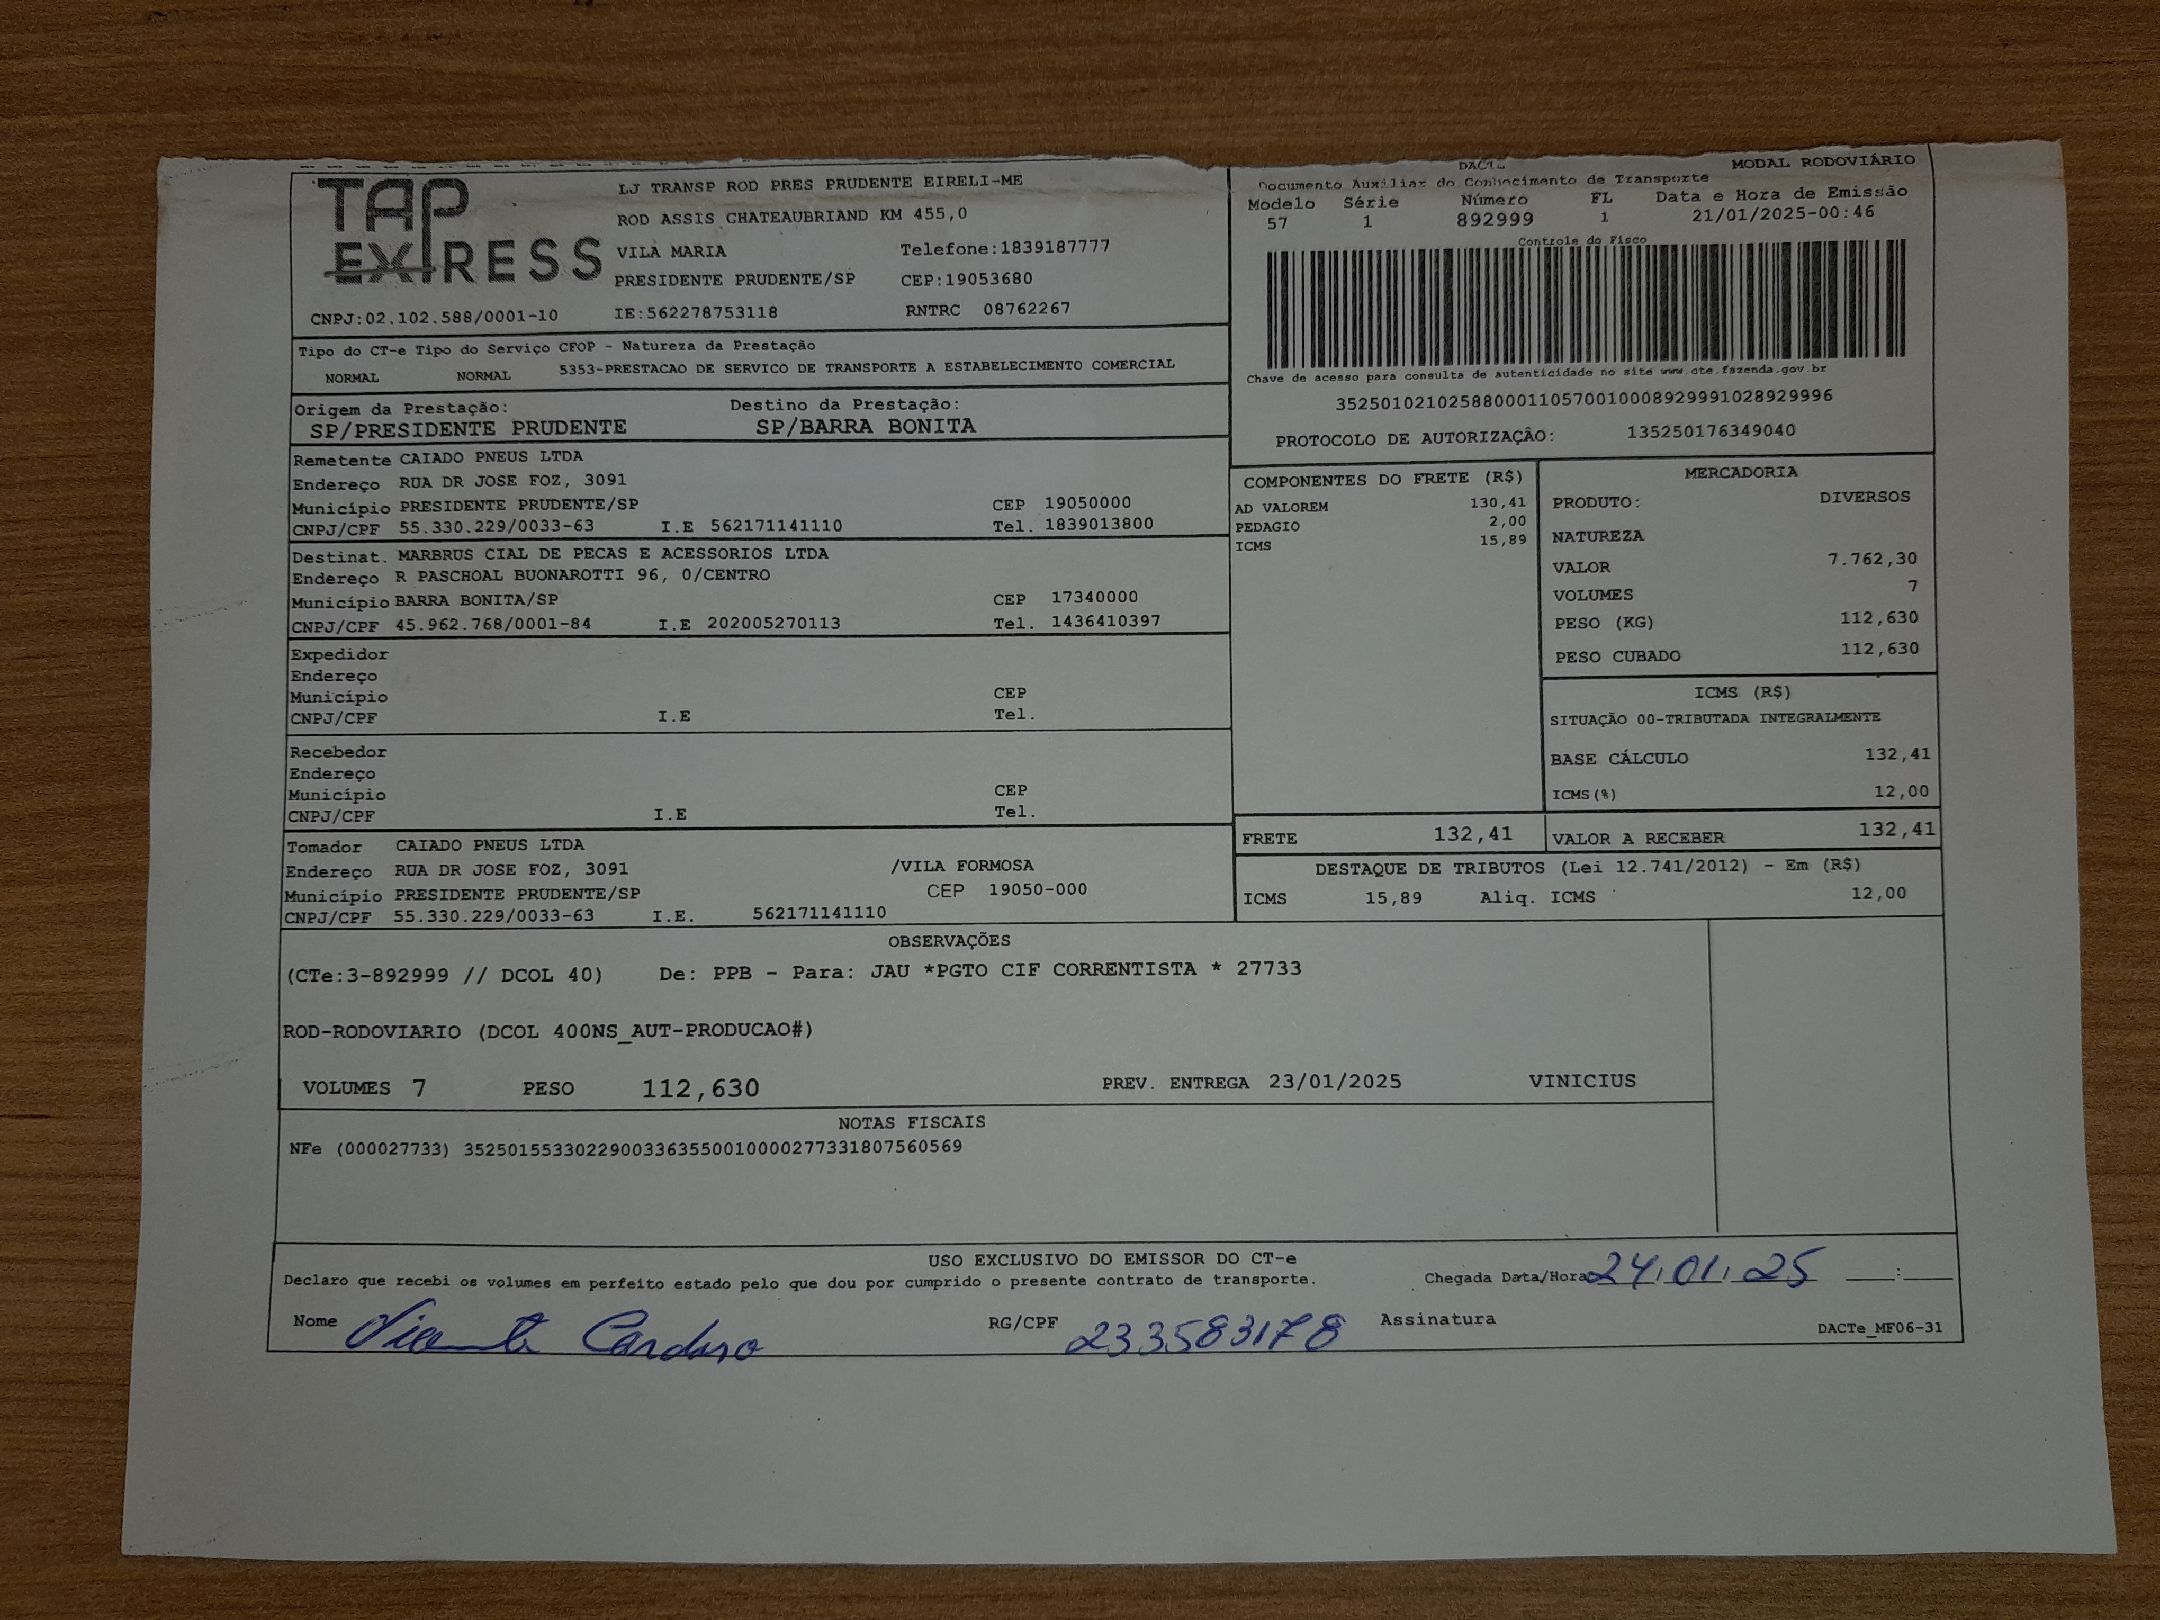 TAP
EXPRESS
CNPJ:02.102.588/0001-10
LJ TRANSP ROD PRES PRUDENTE EIRELI-ME
ROD ASSIS CHATEAUBRIAND KM 455,0
VILA MARIA Telefone:1839187777
PRESIDENTE PRUDENTE/SP CEP:19053680
IE:562278753118 RNTRC 08762267
DACTE MODAL RODOVIÁRIO
Documento Auxiliar do Conhecimento de Transporte
Modelo Série Número FL Data e Hora de Emissão
57 1 892999 1 21/01/2025-00:46
Controle do Fisco
Chave de acesso para consulta de autenticidade no site www.cte.fazenda.gov.br
35250102102588000110570010008929991028929996
PROTOCOLO DE AUTORIZAÇÃO: 135250176349040
Tipo do CT-e Tipo do Serviço CFOP - Natureza da Prestação
NORMAL NORMAL 5353-PRESTACAO DE SERVICO DE TRANSPORTE A ESTABELECIMENTO COMERCIAL
Origem da Prestação: Destino da Prestação:
SP/PRESIDENTE PRUDENTE SP/BARRA BONITA
Remetente CAIADO PNEUS LTDA
Endereço RUA DR JOSE FOZ, 3091
Município PRESIDENTE PRUDENTE/SP CEP 19050000
CNPJ/CPF 55.330.229/0033-63 I.E 562171141110 Tel. 1839013800
Destinat. MARBRUS CIAL DE PECAS E ACESSORIOS LTDA
Endereço R PASCHOAL BUONAROTTI 96, 0/CENTRO
Município BARRA BONITA/SP CEP 17340000
CNPJ/CPF 45.962.768/0001-84 I.E 202005270113 Tel. 1436410397
Expedidor
Endereço
Município CEP
CNPJ/CPF I.E Tel.
Recebedor
Endereço
Município CEP
CNPJ/CPF I.E Tel.
Tomador CAIADO PNEUS LTDA
Endereço RUA DR JOSE FOZ, 3091 /VILA FORMOSA
Município PRESIDENTE PRUDENTE/SP CEP 19050-000
CNPJ/CPF 55.330.229/0033-63 I.E. 562171141110
COMPONENTES DO FRETE (R$)
AD VALOREM 130,41
PEDAGIO 2,00
ICMS 15,89
MERCADORIA
PRODUTO: DIVERSOS
NATUREZA
VALOR 7.762,30
VOLUMES 7
PESO (KG) 112,630
PESO CUBADO 112,630
ICMS (R$)
SITUAÇÃO 00-TRIBUTADA INTEGRALMENTE
BASE CÁLCULO 132,41
ICMS(%) 12,00
FRETE 132,41 VALOR A RECEBER 132,41
DESTAQUE DE TRIBUTOS (Lei 12.741/2012) - Em (R$)
ICMS 15,89 Aliq. ICMS 12,00
OBSERVAÇÕES
(CTe:3-892999 // DCOL 40) De: PPB - Para: JAU *PGTO CIF CORRENTISTA * 27733
ROD-RODOVIARIO (DCOL 400NS_AUT-PRODUCAO#)
VOLUMES 7 PESO 112,630 PREV. ENTREGA 23/01/2025 VINICIUS
NOTAS FISCAIS
NFe (000027733) 35250155330229003363550010000277331807560569
USO EXCLUSIVO DO EMISSOR DO CT-e
Declaro que recebi os volumes em perfeito estado pelo que dou por cumprido o presente contrato de transporte. Chegada Data/Hora 24.01.25 ____:____
Nome Vicente Cardoso RG/CPF 233583178 Assinatura
DACTe_MF06-31